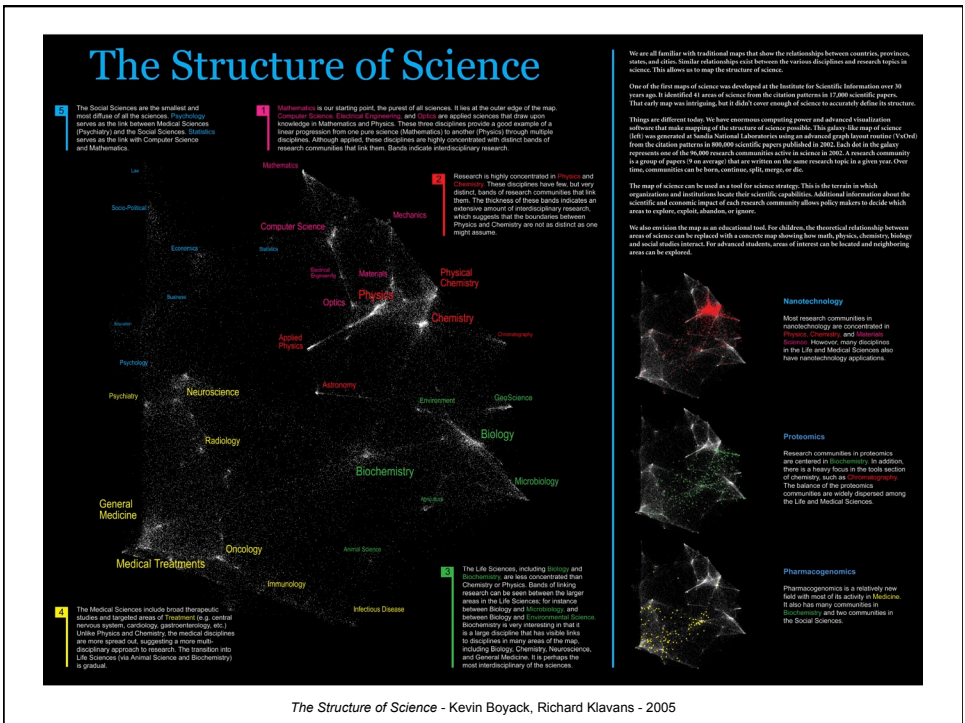 The Structure of Science
5
The Social Sciences are the smallest and
most diffuse of all the sciences. Psychology
serves as the link between Medical Sciences
(Psychiatry) and the Social Sciences. Statistics
serves as the link with Computer Science
and Mathematics.
1
Mathematics is our starting point, the purest of all sciences. It lies at the outer edge of the map.
Computer Science, Electrical Engineering, and Optics are applied sciences that draw upon
knowledge in Mathematics and Physics. These three disciplines provide a good example of a
linear progression from one pure science (Mathematics) to another (Physics) through multiple
disciplines. Although applied, these disciplines are highly concentrated with distinct bands of
research communities that link them. Bands indicate interdisciplinary research.
2
Research is highly concentrated in Physics and
Chemistry. These disciplines have few, but very
distinct, bands of research communities that link
them. The thickness of these bands indicates an
extensive amount of interdisciplinary research,
which suggests that the boundaries between
Physics and Chemistry are not as distinct as one
might assume.
Law
Mathematics
Socio-Political
Mechanics
Computer Science
Economics
Statistics
Electrical
Engineering
Materials
Physical
Chemistry
Business
Physics
Optics
Chemistry
Education
Applied
Physics
Chromatography
Psychology
Astronomy
Psychiatry
Neuroscience
Environment
GeoScience
Biology
Radiology
Biochemistry
Microbiology
General
Medicine
Agriculture
Oncology
Animal Science
Medical Treatments
Immunology
Infectious Disease
4
The Medical Sciences include broad therapeutic
studies and targeted areas of Treatment (e.g. central
nervous system, cardiology, gastroenterology, etc.)
Unlike Physics and Chemistry, the medical disciplines
are more spread out, suggesting a more multi-
disciplinary approach to research. The transition into
Life Sciences (via Animal Science and Biochemistry)
is gradual.
3
The Life Sciences, including Biology and
Biochemistry, are less concentrated than
Chemistry or Physics. Bands of linking
research can be seen between the larger
areas in the Life Sciences; for instance
between Biology and Microbiology, and
between Biology and Environmental Science.
Biochemistry is very interesting in that it
is a large discipline that has visible links
to disciplines in many areas of the map,
including Biology, Chemistry, Neuroscience,
and General Medicine. It is perhaps the
most interdisciplinary of the sciences.
We are all familiar with traditional maps that show the relationships between countries, provinces,
states, and cities. Similar relationships exist between the various disciplines and research topics in
science. This allows us to map the structure of science.
One of the first maps of science was developed at the Institute for Scientific Information over 30
years ago. It identified 41 areas of science from the citation patterns in 17,000 scientific papers.
That early map was intriguing, but it didn't cover enough of science to accurately define its structure.
Things are different today. We have enormous computing power and advanced visualization
software that make mapping of the structure of science possible. This galaxy-like map of science
(left) was generated at Sandia National Laboratories using an advanced graph layout routine (VxOrd)
from the citation patterns in 800,000 scientific papers published in 2002. Each dot in the galaxy
represents one of the 96,000 research communities active in science in 2002. A research community
is a group of papers (9 on average) that are written on the same research topic in a given year. Over
time, communities can be born, continue, split, merge, or die.
The map of science can be used as a tool for science strategy. This is the terrain in which
organizations and institutions locate their scientific capabilities. Additional information about the
scientific and economic impact of each research community allows policy makers to decide which
areas to explore, exploit, abandon, or ignore.
We also envision the map as an educational tool. For children, the theoretical relationship between
areas of science can be replaced with a concrete map showing how math, physics, chemistry, biology
and social studies interact. For advanced students, areas of interest can be located and neighboring
areas can be explored.
Nanotechnology
Most research communities in
nanotechnology are concentrated in
Physics, Chemistry, and Materials
Science. However, many disciplines
in the Life and Medical Sciences also
have nanotechnology applications.
Proteomics
Research communities in proteomics
are centered in Biochemistry. In addition,
there is a heavy focus in the tools section
of chemistry, such as Chromatography.
The balance of the proteomics
communities are widely dispersed among
the Life and Medical Sciences.
Pharmacogenomics
Pharmacogenomics is a relatively new
field with most of its activity in Medicine.
It also has many communities in
Biochemistry and two communities in
the Social Sciences.
The Structure of Science - Kevin Boyack, Richard Klavans - 2005